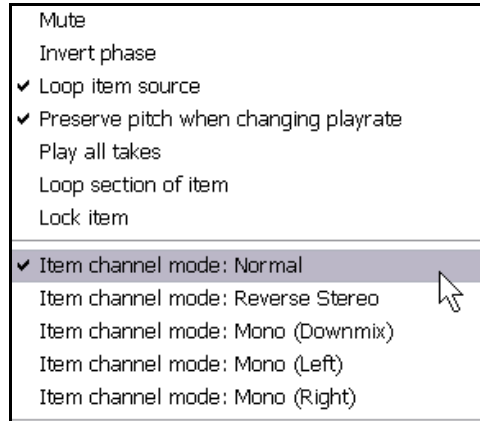 Mute
Invert phase
Loop item source
Preserve pitch when changing playrate
Play all takes
Loop section of item
Lock item
Item channel mode: Normal
Item channel mode: Reverse Stereo
Item channel mode: Mono (Downmix)
Item channel mode: Mono (Left)
Item channel mode: Mono (Right)